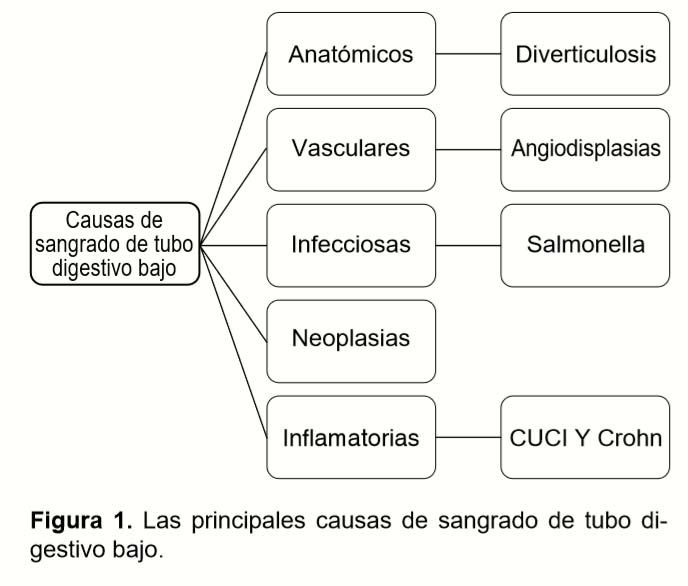 Causas de
sangrado de tubo
digestivo bajo
Anatómicos
Diverticulosis
Vasculares
Angiodisplasias
Infecciosas
Salmonella
Neoplasias
Inflamatorias
CUCI Y Crohn
Figura 1. Las principales causas de sangrado de tubo di-
gestivo bajo.